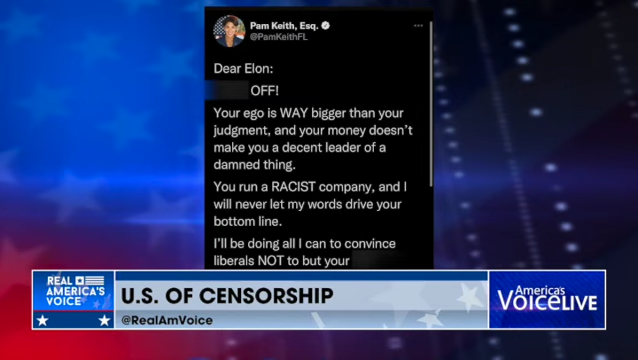 Pam Keith, Esq.
@PamKeithFL
Dear Elon:
OFF!
Your ego is WAY bigger than your
judgment, and your money doesn't
make you a decent leader of a
damned thing.
You run a RACIST company, and I
will never let my words drive your
bottom line.
I'll be doing all I can to convince
liberals NOT to but your
REAL
AMERICA'S
VOICE
U.S. OF CENSORSHIP
@RealAmVoice
America's
VOICE LIVE